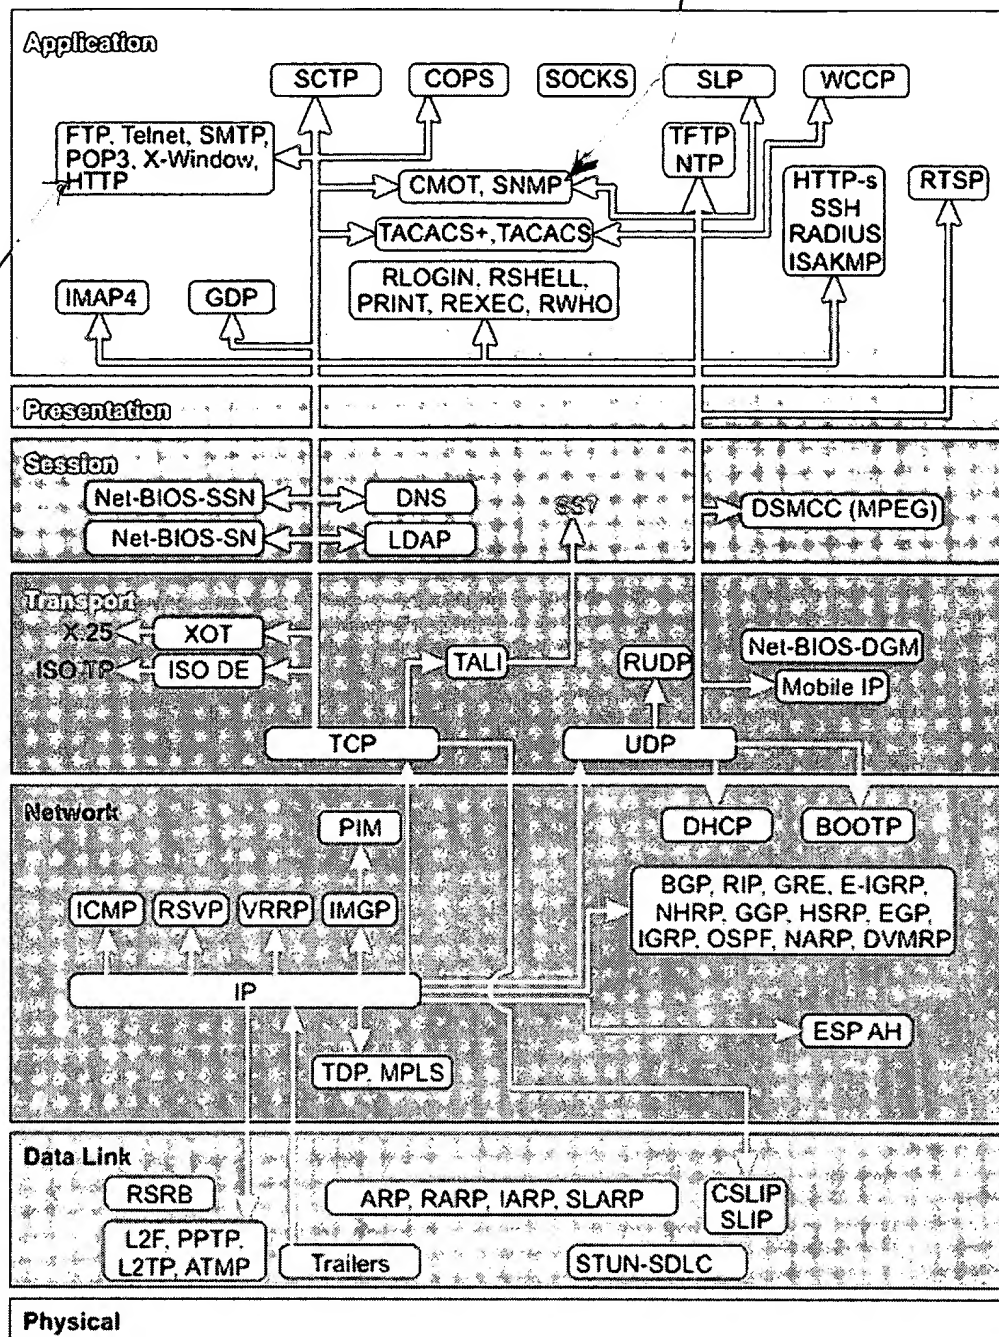 Application
SCTP
COPS
SOCKS
SLP
WCCP
FTP, Telnet, SMTP,
POP3, X-Window,
HTTP
TFTP
NTP
CMOT, SNMP
HTTP-s
SSH
RADIUS
ISAKMP
RTSP
TACACS+,TACACS
IMAP4
GDP
RLOGIN, RSHELL,
PRINT, REXEC, RWHO
Presentation
Session
Net-BIOS-SSN
DNS
SS7
DSMCC (MPEG)
Net-BIOS-SN
LDAP
Transport
X.25
XOT
ISO-TP
ISO DE
TALI
RUDP
Net-BIOS-DGM
Mobile IP
TCP
UDP
Network
PIM
DHCP
BOOTP
ICMP
RSVP
VRRP
IMGP
BGP, RIP, GRE, E-IGRP,
NHRP, GGP, HSRP, EGP,
IGRP, OSPF, NARP, DVMRP
IP
ESP AH
TDP, MPLS
Data Link
RSRB
ARP, RARP, IARP, SLARP
CSLIP
SLIP
L2F, PPTP,
L2TP, ATMP
Trailers
STUN-SDLC
Physical